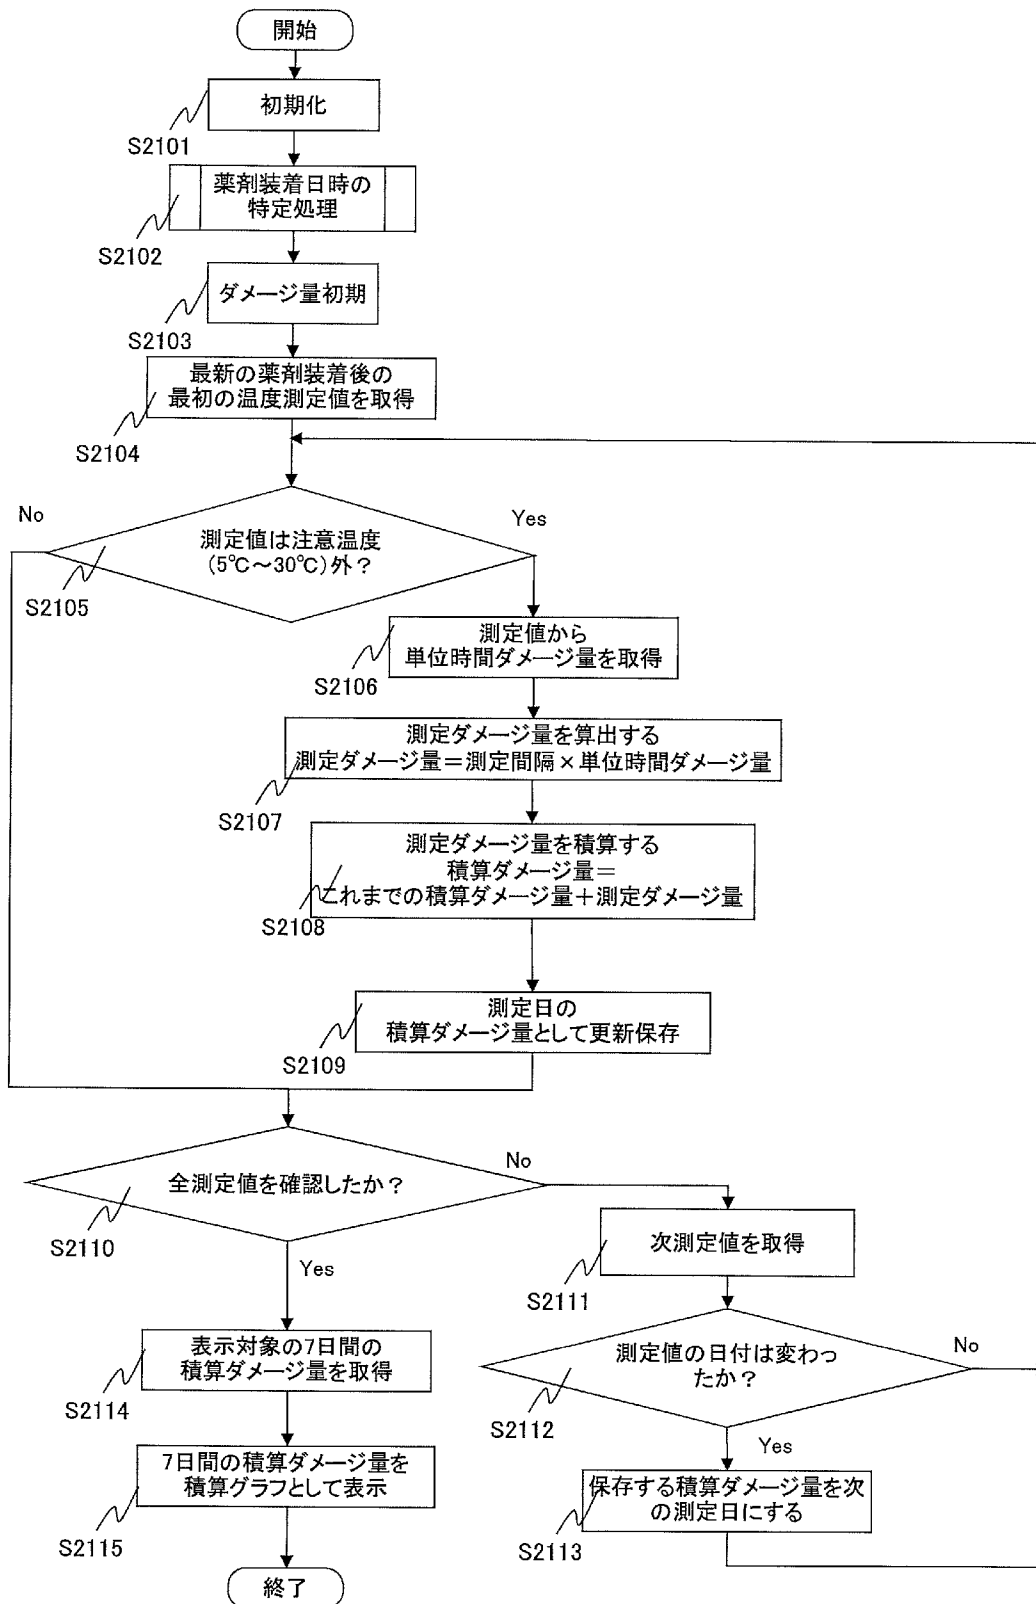 開始
初期化
S2101
薬剤装着日時の
特定処理
S2102
ダメージ量初期
S2103
最新の薬剤装着後の
最初の温度測定値を取得
S2104
No
Yes
測定値は注意温度
(5℃～30℃)外？
S2105
測定値から
単位時間ダメージ量を取得
S2106
測定ダメージ量を算出する
測定ダメージ量＝測定間隔×単位時間ダメージ量
S2107
測定ダメージ量を積算する
積算ダメージ量＝
これまでの積算ダメージ量＋測定ダメージ量
S2108
測定日の
積算ダメージ量として更新保存
S2109
全測定値を確認したか？
No
S2110
Yes
次測定値を取得
S2111
測定値の日付は変わっ
たか？
No
S2112
Yes
保存する積算ダメージ量を次
の測定日にする
S2113
表示対象の7日間の
積算ダメージ量を取得
S2114
7日間の積算ダメージ量を
積算グラフとして表示
S2115
終了